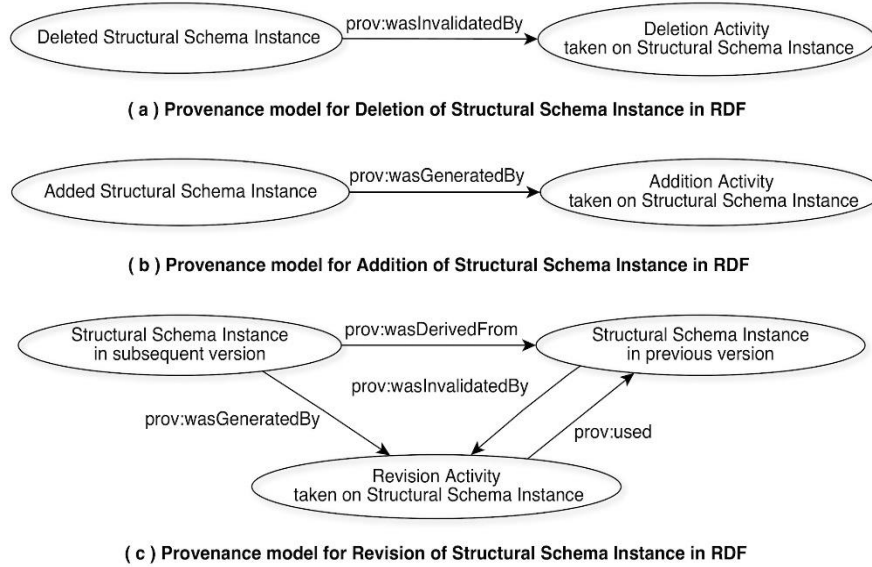 prov:wasInvalidatedBy
Deleted Structural Schema Instance
Deletion Activity
taken on Structural Schema Instance
( a ) Provenance model for Deletion of Structural Schema Instance in RDF
prov:wasGeneratedBy
Added Structural Schema Instance
Addition Activity
taken on Structural Schema Instance
( b ) Provenance model for Addition of Structural Schema Instance in RDF
Structural Schema Instance
in subsequent version
prov:wasDerivedFrom
Structural Schema Instance
in previous version
prov:wasInvalidatedBy
prov:wasGeneratedBy
prov:used
Revision Activity
taken on Structural Schema Instance
( c ) Provenance model for Revision of Structural Schema Instance in RDF